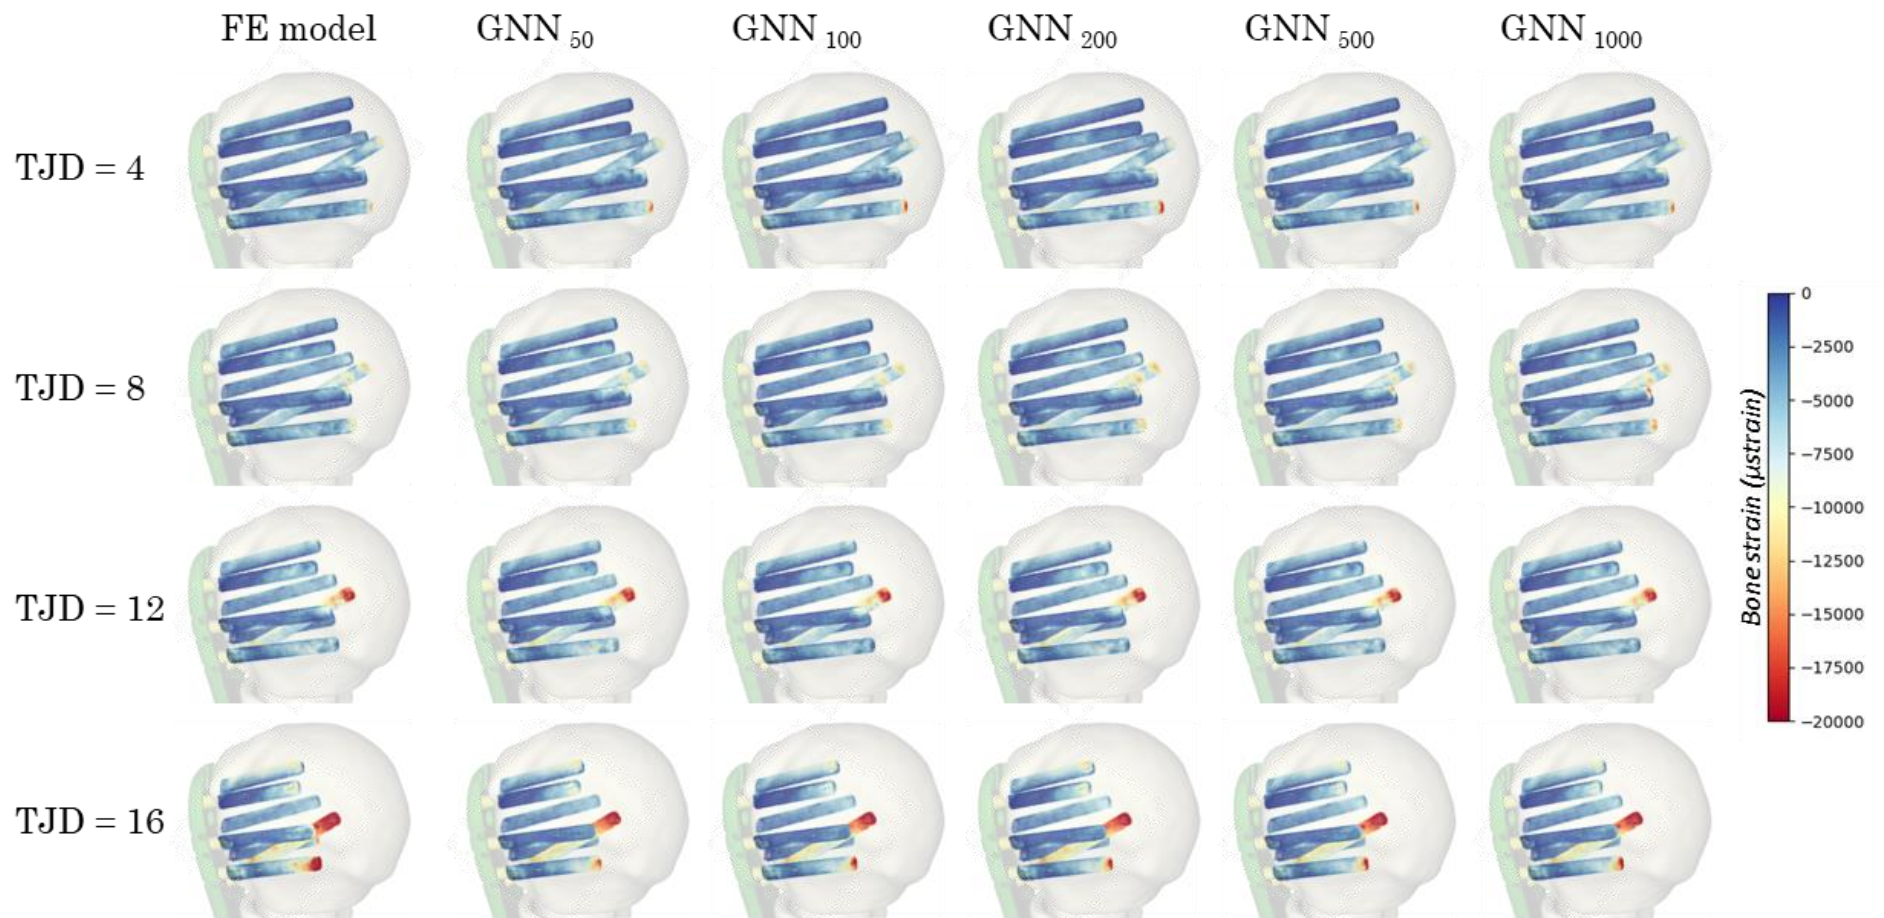 FE model GNN 50 GNN 100 GNN 200 GNN 500 GNN 1000
TJD = 4
TJD = 8
TJD = 12
TJD = 16
0
−2500
−5000
−7500
−10000
−12500
−15000
−17500
−20000
Bone strain (μstrain)